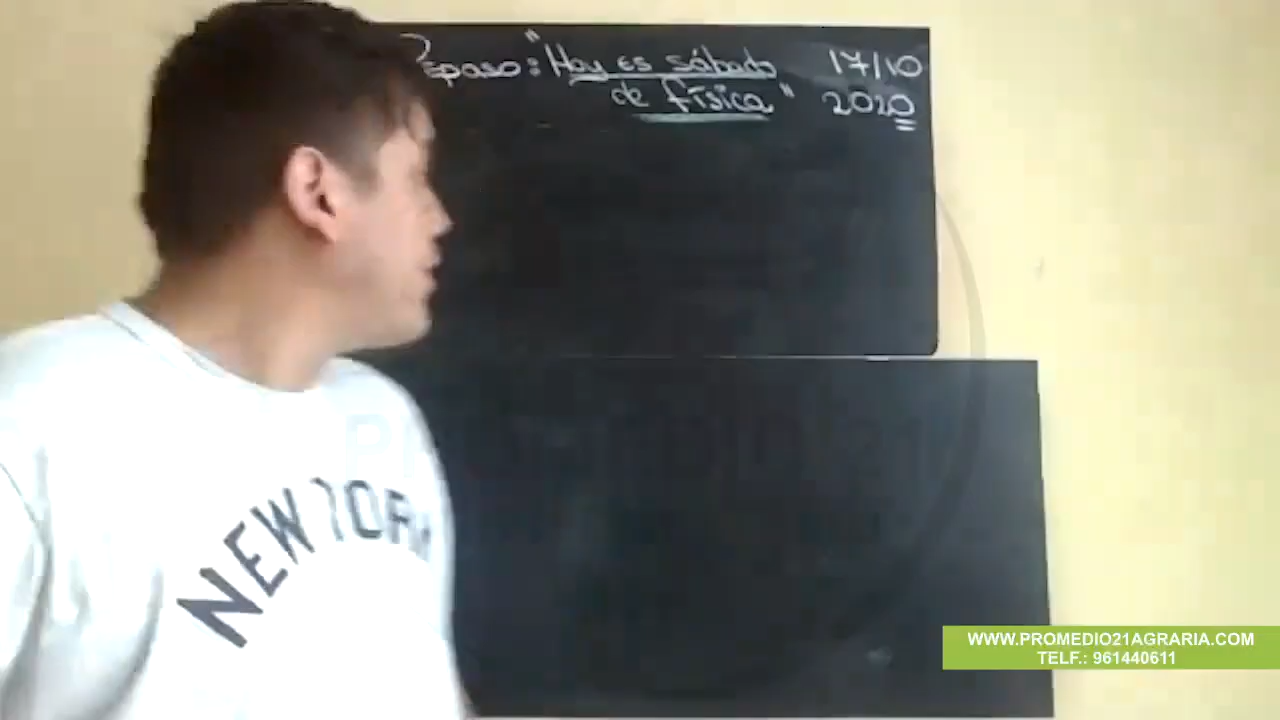 Repaso: "Hoy es sábado
de física"
17/10
2020
NEW YORK
WWW.PROMEDIO21AGRARIA.COM
TELF.: 961440611